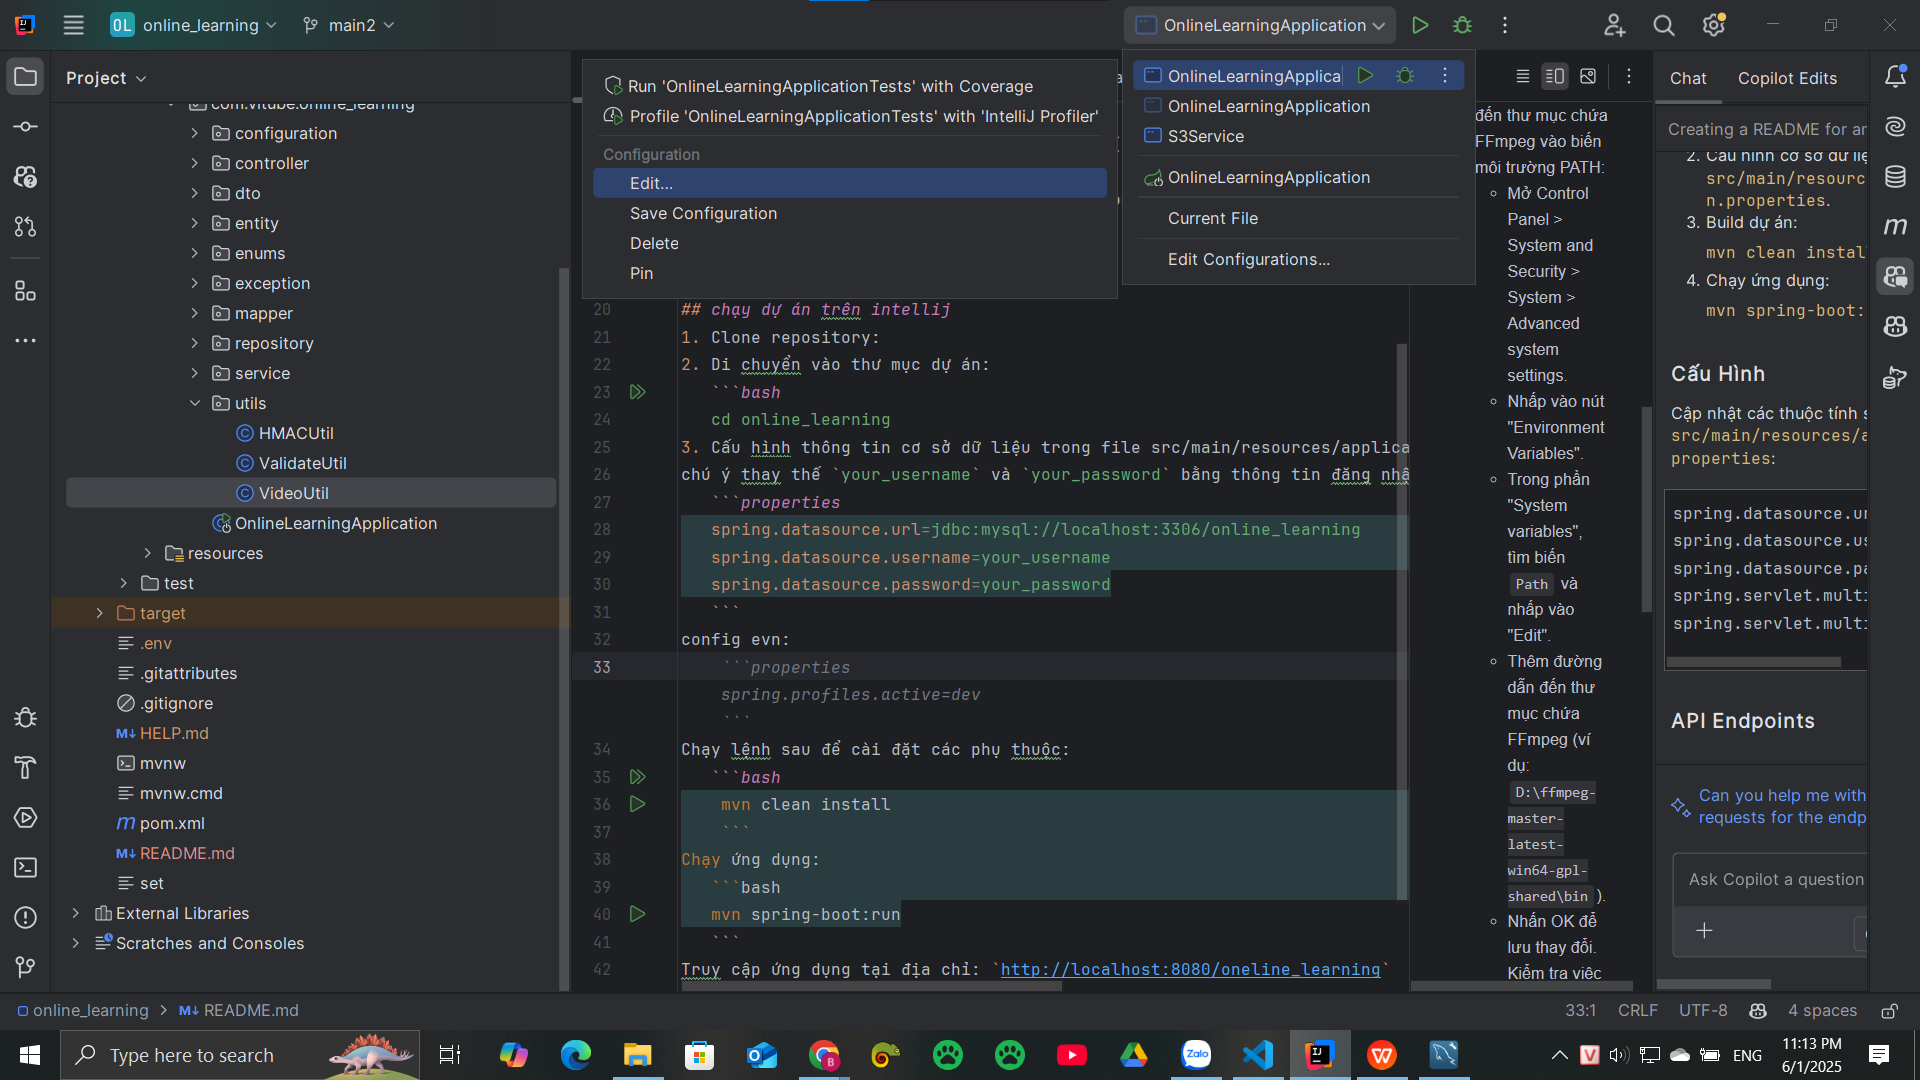 OL online_learning main2 OnlineLearningApplication
Project
com.vitube.online_learning
configuration
controller
dto
entity
enums
exception
mapper
repository
service
utils
HMACUtil
ValidateUtil
VideoUtil
OnlineLearningApplication
resources
test
target
.env
.gitattributes
.gitignore
HELP.md
mvnw
mvnw.cmd
pom.xml
README.md
set
External Libraries
Scratches and Consoles
Run 'OnlineLearningApplicationTests' with Coverage
Profile 'OnlineLearningApplicationTests' with 'IntelliJ Profiler'
Configuration
Edit...
Save Configuration
Delete
Pin
OnlineLearningApplica
OnlineLearningApplication
S3Service
OnlineLearningApplication
Current File
Edit Configurations...
20 ## chạy dự án trên intellij
21 1. Clone repository:
22 2. Di chuyển vào thư mục dự án:
23 ```bash
24 cd online_learning
25 3. Cấu hình thông tin cơ sở dữ liệu trong file src/main/resources/applica
26 chú ý thay thế `your_username` và `your_password` bằng thông tin đăng nhậ
27 ```properties
28 spring.datasource.url=jdbc:mysql://localhost:3306/online_learning
29 spring.datasource.username=your_username
30 spring.datasource.password=your_password
31 ```
32 config evn:
33 ```properties
spring.profiles.active=dev
```
34 Chạy lệnh sau để cài đặt các phụ thuộc:
35 ```bash
36 mvn clean install
37 ```
38 Chạy ứng dụng:
39 ```bash
40 mvn spring-boot:run
41 ```
42 Truy cập ứng dụng tại địa chỉ: `http://localhost:8080/oneline_learning`
đến thư mục chứa
FFmpeg vào biến
môi trường PATH:
Mở Control
Panel >
System and
Security >
System >
Advanced
system
settings.
Nhấp vào nút
"Environment
Variables".
Trong phần
"System
variables",
tìm biến
Path và
nhấp vào
"Edit".
Thêm đường
dẫn đến thư
mục chứa
FFmpeg (ví
dụ:
D:\ffmpeg-
master-
latest-
win64-gpl-
shared\bin ).
Nhấn OK để
lưu thay đổi.
Kiểm tra việc
Chat Copilot Edits
Creating a README for an
2. Cấu hình cơ sở dữ liệ
src/main/resourc
n.properties.
3. Build dự án:
mvn clean instal
4. Chạy ứng dụng:
mvn spring-boot:
Cấu Hình
Cập nhật các thuộc tính s
src/main/resources/a
properties:
spring.datasource.ur
spring.datasource.us
spring.datasource.pa
spring.servlet.multi
spring.servlet.multi
API Endpoints
Can you help me with
requests for the endp
Ask Copilot a question
online_learning > README.md 33:1 CRLF UTF-8 4 spaces
Type here to search
Zalo
ENG
11:13 PM
6/1/2025